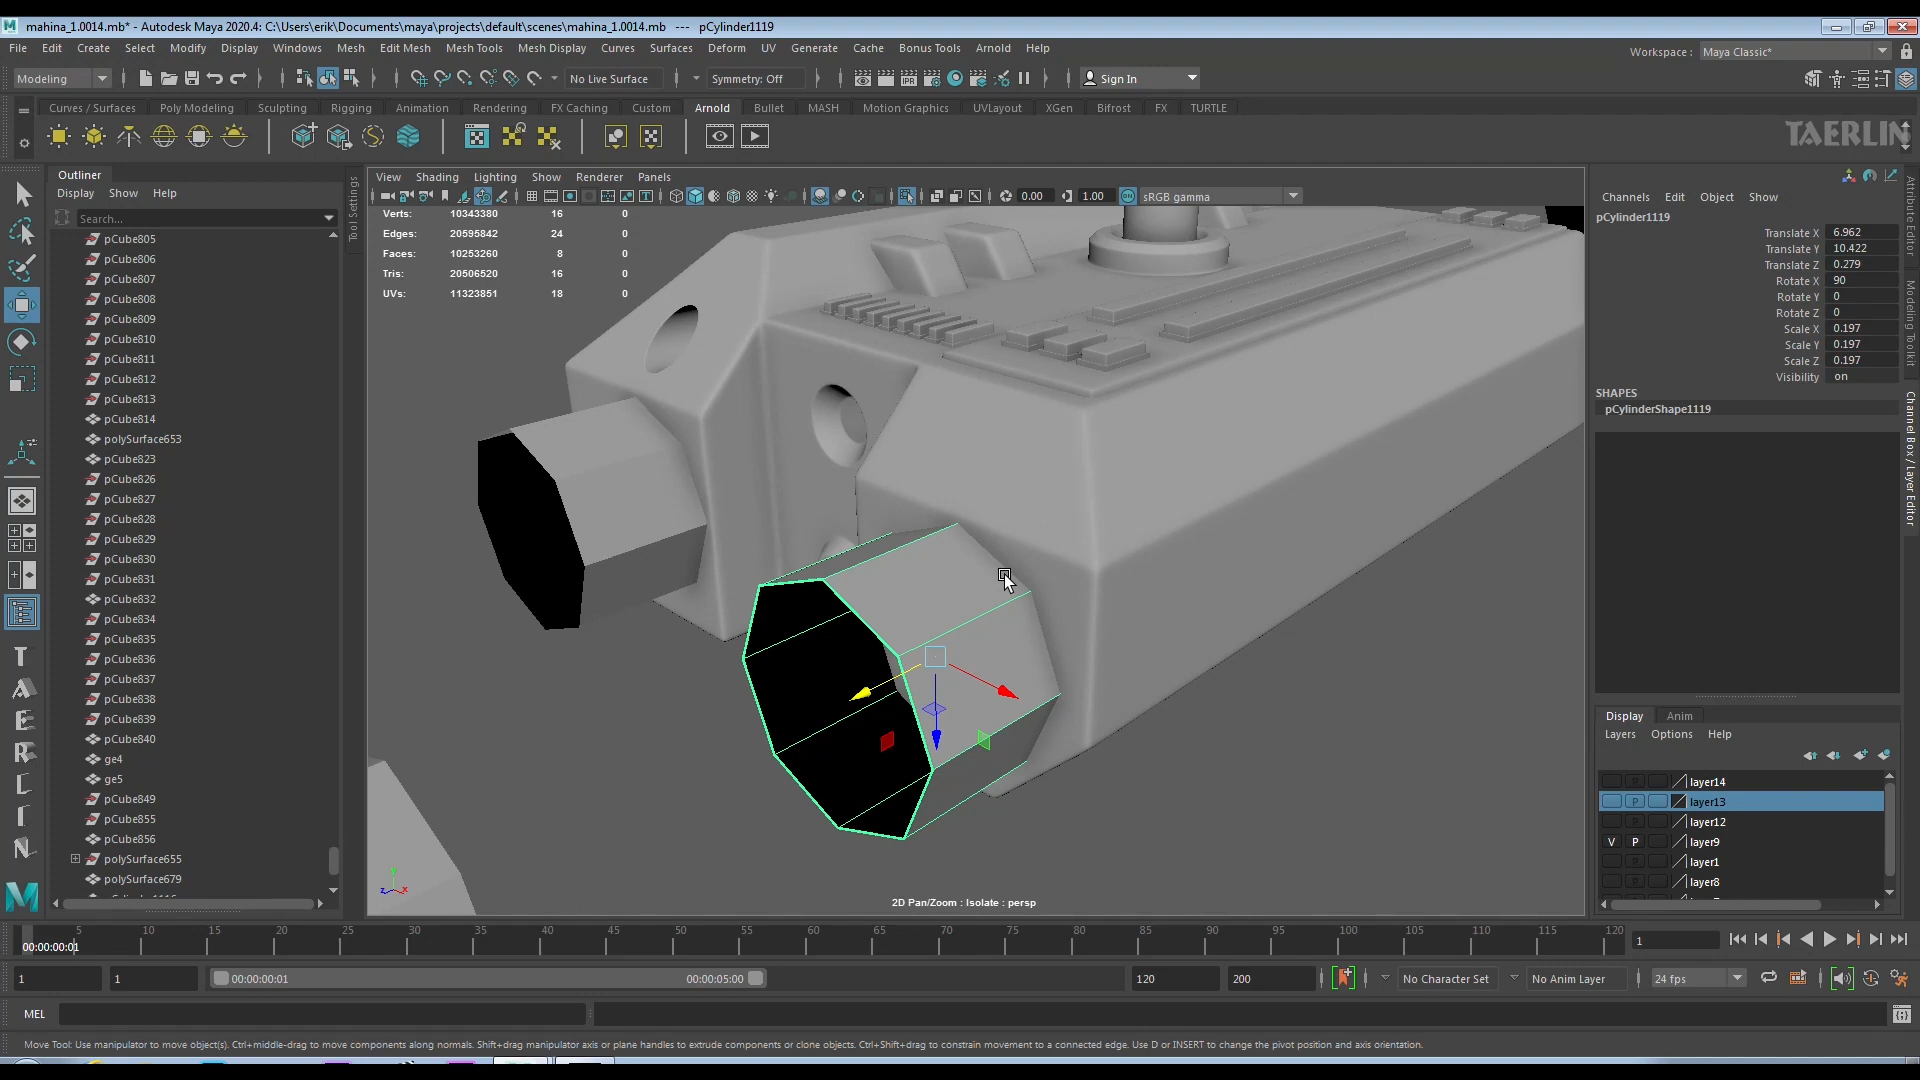 mahina_1.0014.mb* - Autodesk Maya 2020.4: C:\Users\erik\Documents\maya\projects\default\scenes\mahina_1.0014.mb --- pCylinder1119
File Edit Create Select Modify Display Windows Mesh Edit Mesh Mesh Tools Mesh Display Curves Surfaces Deform UV Generate Cache Bonus Tools Arnold Help
Workspace : Maya Classic*
Modeling No Live Surface Symmetry: Off Sign In
Curves / Surfaces Poly Modeling Sculpting Rigging Animation Rendering FX Caching Custom Arnold Bullet MASH Motion Graphics UVLayout XGen Bifrost FX TURTLE
IPR
TAERLIN
Outliner
Display Show Help
Search...
pCube805
pCube806
pCube807
pCube808
pCube809
pCube810
pCube811
pCube812
pCube813
pCube814
polySurface653
pCube823
pCube826
pCube827
pCube828
pCube829
pCube830
pCube831
pCube832
pCube834
pCube835
pCube836
pCube837
pCube838
pCube839
pCube840
ge4
ge5
pCube849
pCube855
pCube856
polySurface655
polySurface679
Tool Settings
View Shading Lighting Show Renderer Panels
0.00 1.00 sRGB gamma
Verts: 10343380 16 0
Edges: 20595842 24 0
Faces: 10253260 8 0
Tris: 20506520 16 0
UVs: 11323851 18 0
2D Pan/Zoom : Isolate : persp
Channels Edit Object Show
pCylinder1119
Translate X 6.962
Translate Y 10.422
Translate Z 0.279
Rotate X 90
Rotate Y 0
Rotate Z 0
Scale X 0.197
Scale Y 0.197
Scale Z 0.197
Visibility on
SHAPES
pCylinderShape1119
Attribute Editor
Modeling Toolkit
Channel Box / Layer Editor
Display Anim
Layers Options Help
layer14
P layer13
layer12
V P layer9
layer1
layer8
5 10 15 20 25 30 35 40 45 50 55 60 65 70 75 80 85 90 95 100 105 110 115 120
00:00:00:01
1
1 1 00:00:00:01 00:00:05:00 120 200 No Character Set No Anim Layer 24 fps
MEL
Move Tool: Use manipulator to move object(s). Ctrl+middle-drag to move components along normals. Shift+drag manipulator axis or plane handles to extrude components or clone objects. Ctrl+Shift+drag to constrain movement to a connected edge. Use D or INSERT to change the pivot position and axis orientation.